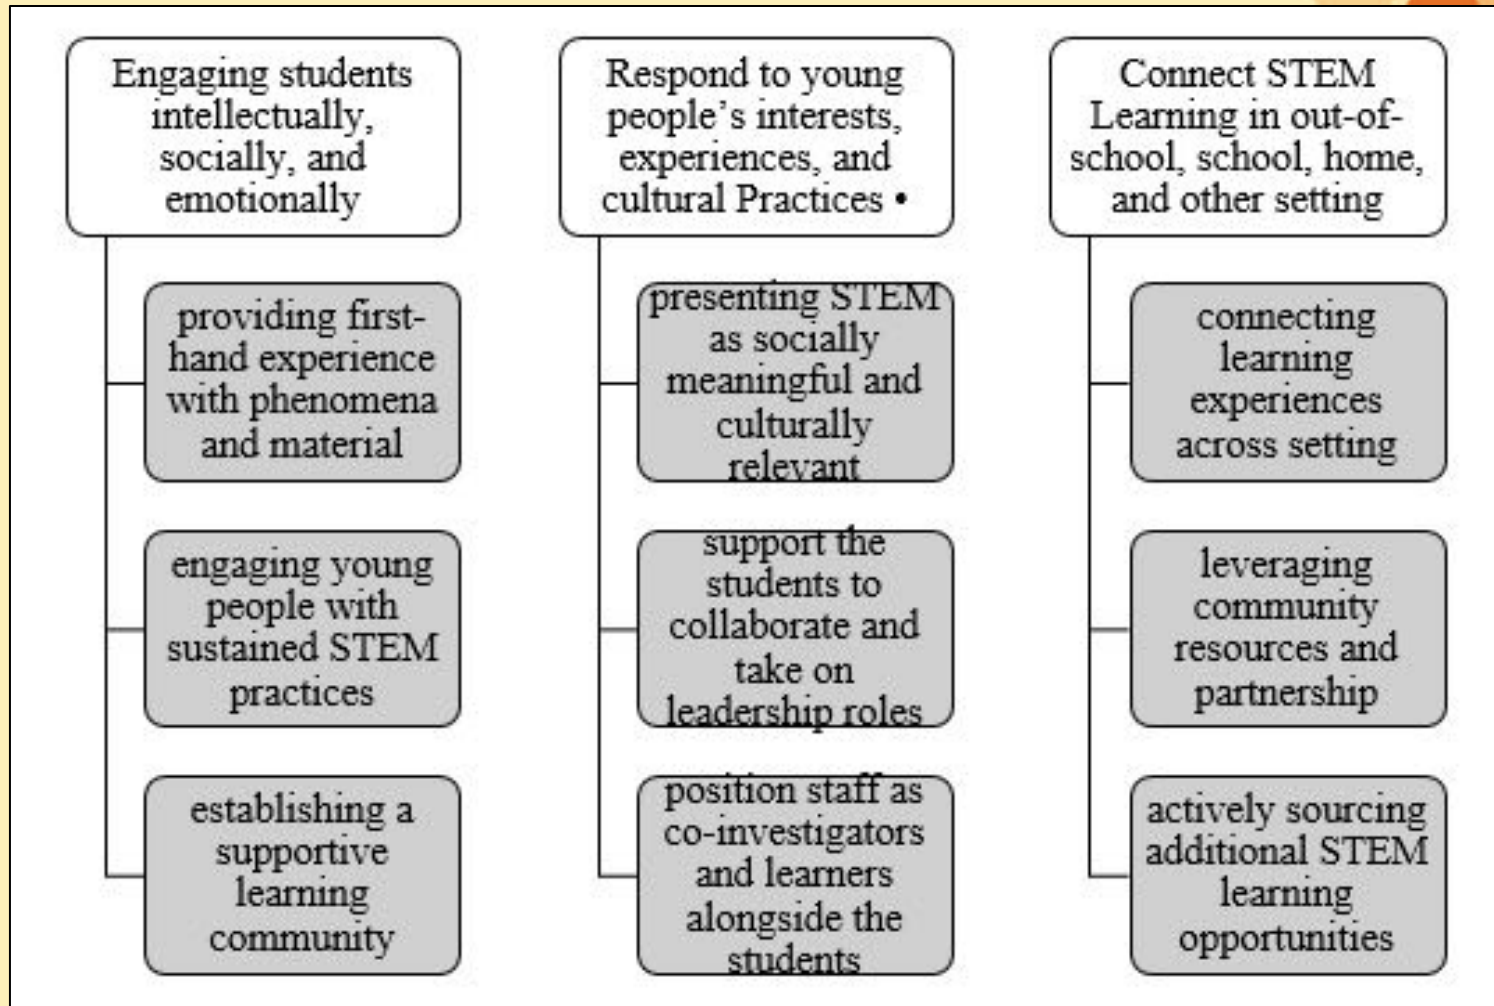 Engaging students
intellectually,
socially, and
emotionally
providing first-
hand experience
with phenomena
and material
engaging young
people with
sustained STEM
practices
establishing a
supportive
learning
community
Respond to young
people’s interests,
experiences, and
cultural Practices •
presenting STEM
as socially
meaningful and
culturally
relevant
support the
students to
collaborate and
take on
leadership roles
position staff as
co-investigators
and learners
alongside the
students
Connect STEM
Learning in out-of-
school, school, home,
and other setting
connecting
learning
experiences
across setting
leveraging
community
resources and
partnership
actively sourcing
additional STEM
learning
opportunities